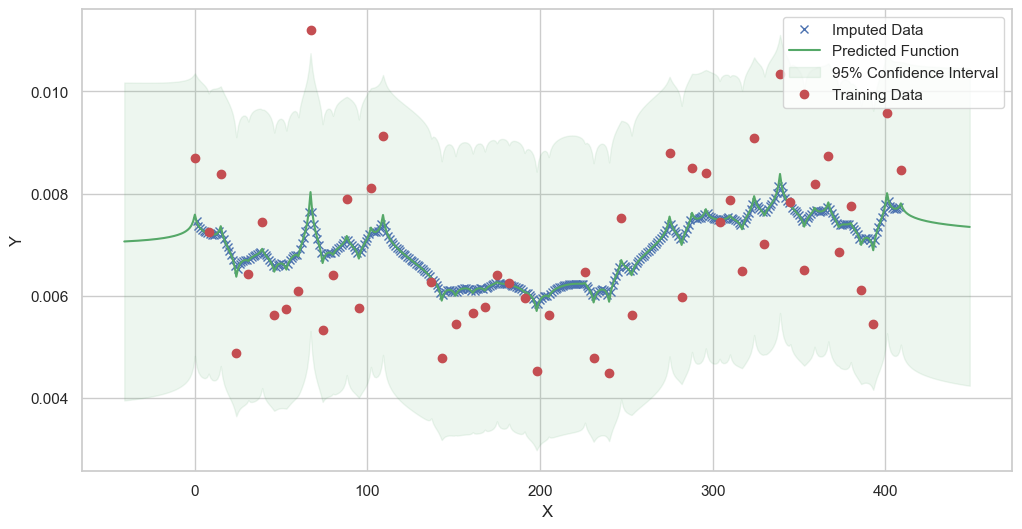 Imputed Data
Predicted Function
95% Confidence Interval
Training Data
0.010
0.008
0.006
0.004
Y
0
100
200
300
400
X